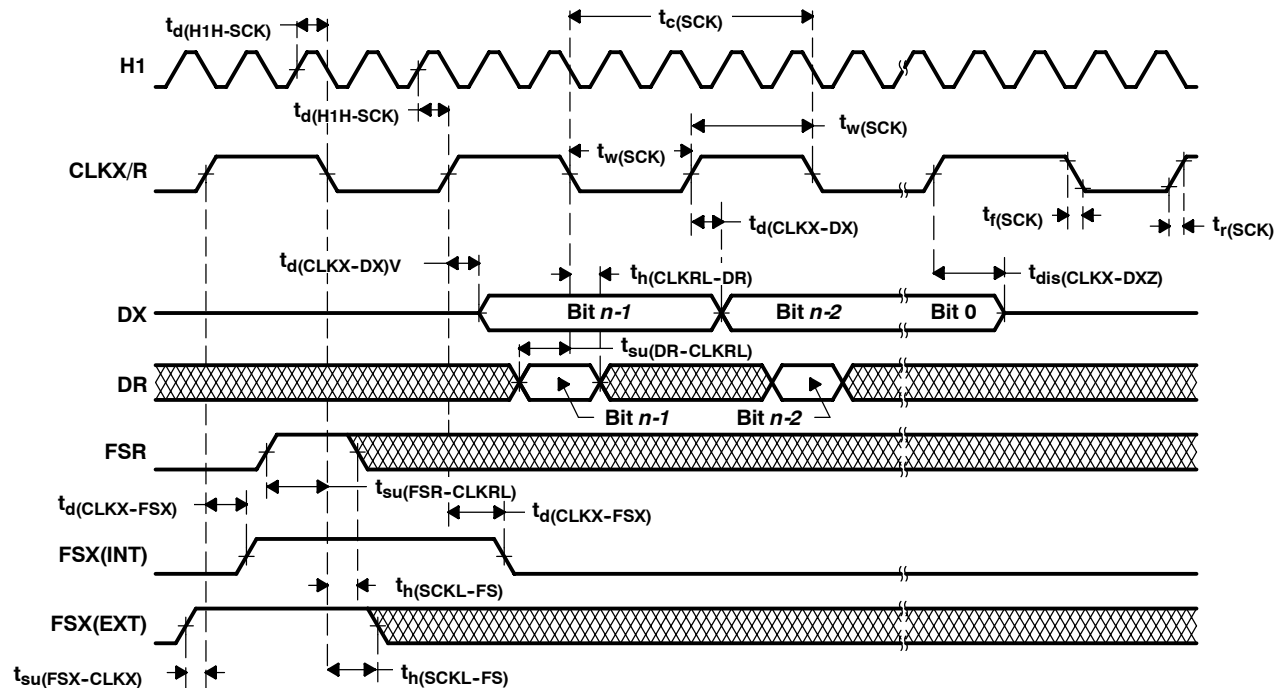 td(H1H-SCK)
tc(SCK)
H1
td(H1H-SCK)
tw(SCK)
tw(SCK)
CLKX/R
tf(SCK)
tr(SCK)
td(CLKX-DX)
td(CLKX-DX)V
th(CLKRL-DR)
tdis(CLKX-DXZ)
DX
Bit n-1
Bit n-2
Bit 0
tsu(DR-CLKRL)
DR
Bit n-1
Bit n-2
FSR
tsu(FSR-CLKRL)
td(CLKX-FSX)
td(CLKX-FSX)
FSX(INT)
th(SCKL-FS)
FSX(EXT)
tsu(FSX-CLKX)
th(SCKL-FS)